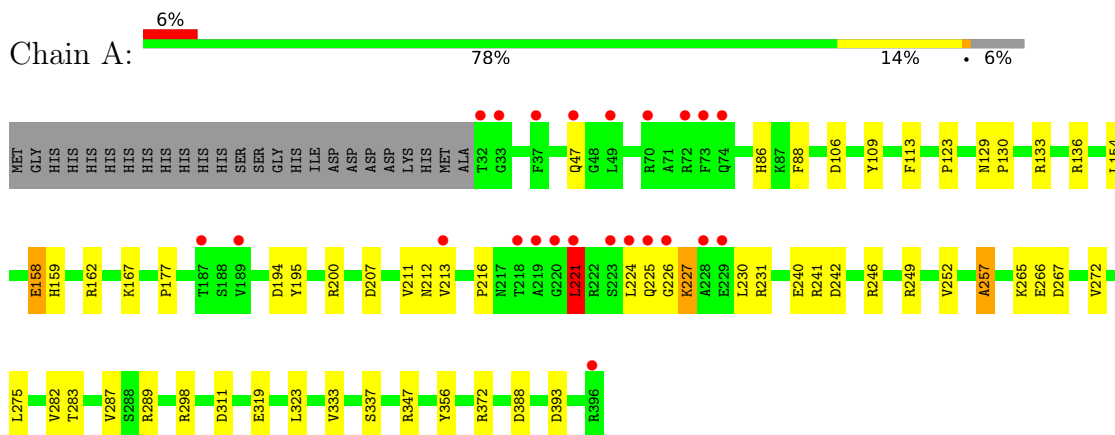 6%
Chain A:
78% 14% • 6%
MET GLY HIS HIS HIS HIS HIS HIS HIS HIS HIS HIS SER SER GLY HIS ILE ASP ASP ASP ASP LYS HIS MET ALA T32 G33 F37 Q47 G48 L49 R70 A71 R72 F73 Q74 H86 K87 F88 D106 Y109 F113 P123 N129 P130 R133 R136 L154
E158 H159 R162 K167 P177 T187 S188 V189 D194 Y195 R200 D207 V211 N212 V213 P216 N217 T218 A219 G220 L221 R222 S223 L224 Q225 G226 K227 A228 E229 L230 R231 E240 R241 D242 R246 R249 V252 A257 K265 E266 D267 V272
L275 V282 T283 V287 S288 R289 R298 D311 E319 L323 V333 S337 R347 Y356 R372 D388 D393 R396